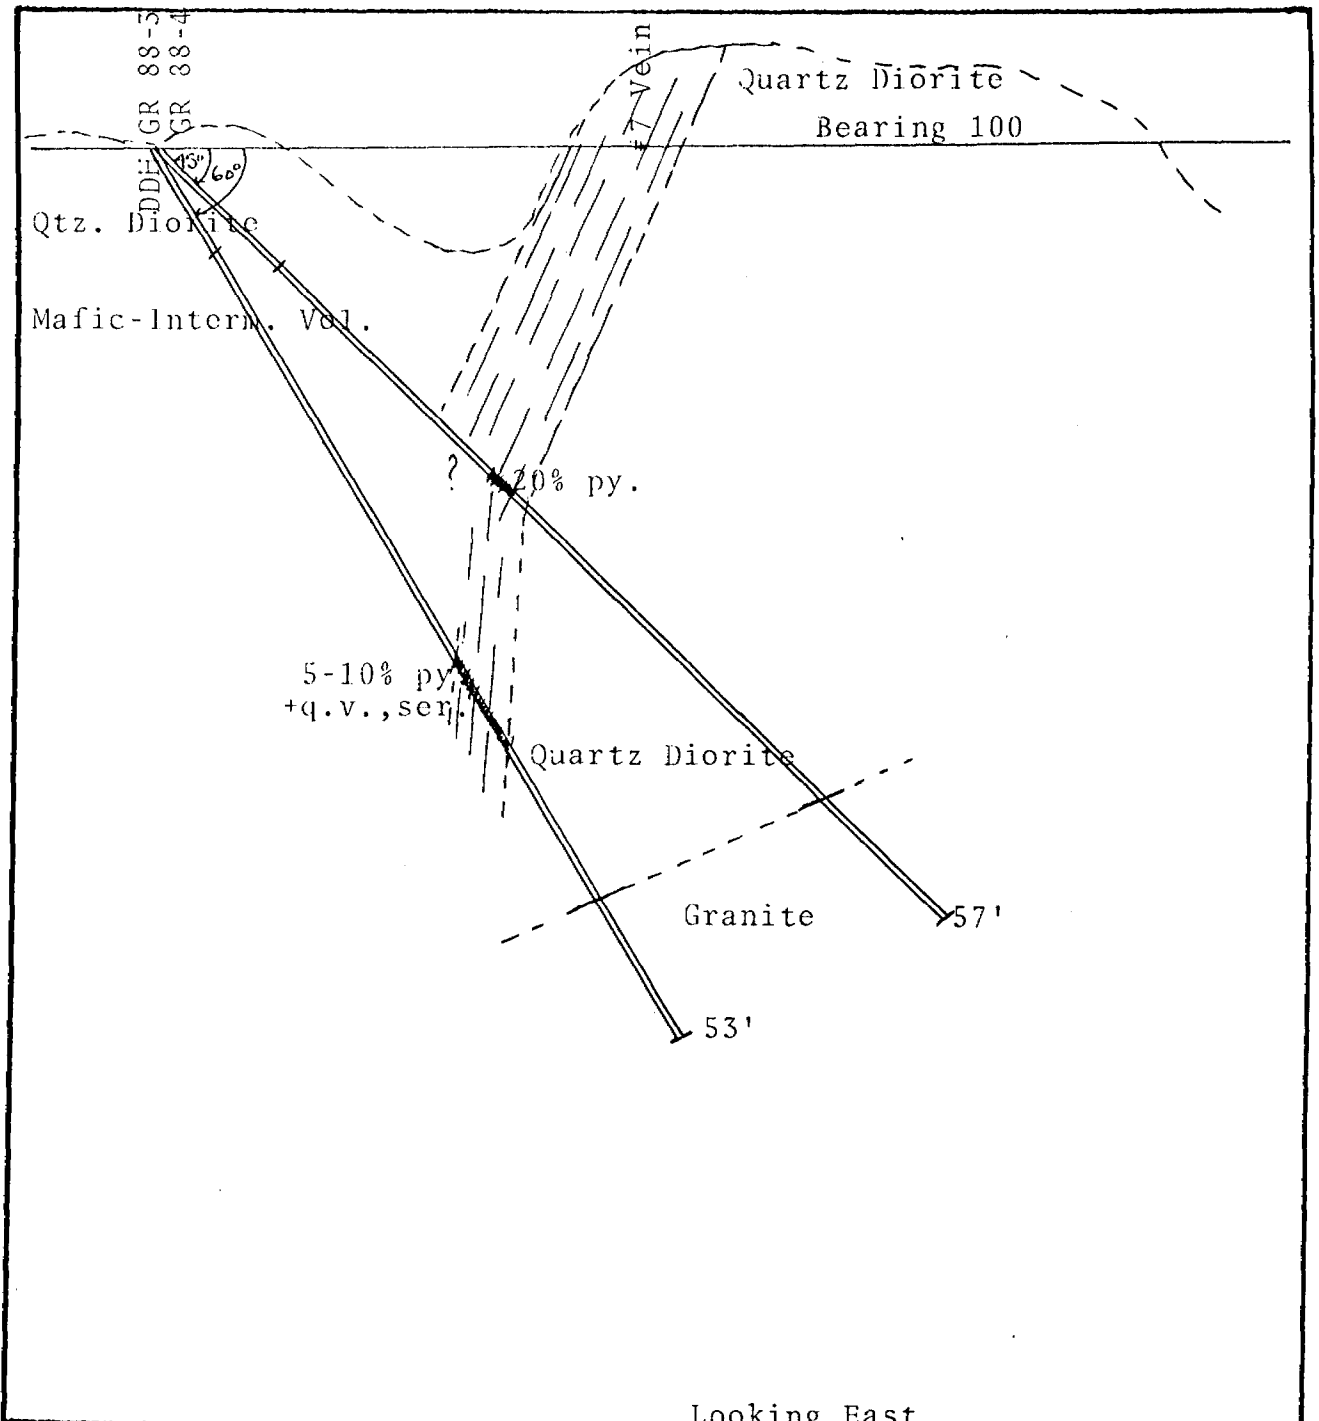 DDH GR 88-3
GR 88-4
#7 Vein
Quartz Diorite
Bearing 100
45°
60°
Qtz. Diorite
Mafic-Interm. Vol.
?
20% py.
5-10% py
+q.v.,ser.
Quartz Diorite
Granite
57'
53'
Looking East